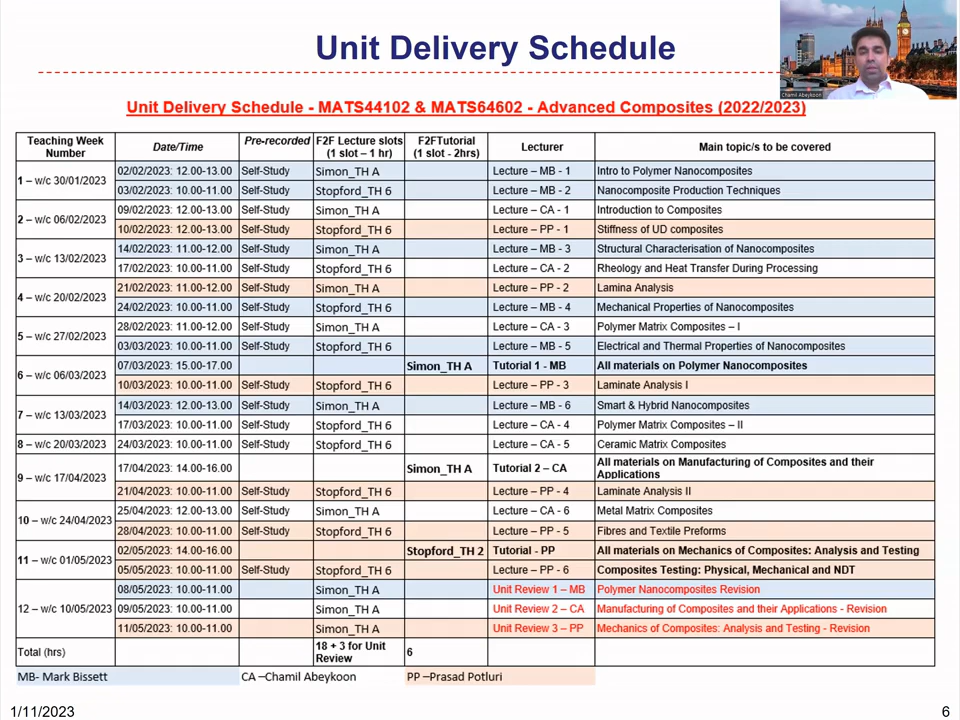 Unit Delivery Schedule
Chamil Abeykoon
Unit Delivery Schedule - MATS44102 & MATS64602 - Advanced Composites (2022/2023)
Teaching Week Number Date/Time Pre-recorded F2F Lecture slots (1 slot – 1 hr) F2FTutorial (1 slot - 2hrs) Lecturer Main topic/s to be covered
1 – w/c 30/01/2023 02/02/2023: 12.00-13.00 Self-Study Simon_TH A Lecture – MB - 1 Intro to Polymer Nanocomposites
03/02/2023: 10.00-11.00 Self-Study Stopford_TH 6 Lecture – MB - 2 Nanocomposite Production Techniques
2 – w/c 06/02/2023 09/02/2023: 12.00-13.00 Self-Study Simon_TH A Lecture – CA - 1 Introduction to Composites
10/02/2023: 12.00-13.00 Self-Study Stopford_TH 6 Lecture – PP - 1 Stiffness of UD composites
3 – w/c 13/02/2023 14/02/2023: 11.00-12.00 Self-Study Simon_TH A Lecture – MB - 3 Structural Characterisation of Nanocomposites
17/02/2023: 10.00-11.00 Self-Study Stopford_TH 6 Lecture – CA - 2 Rheology and Heat Transfer During Processing
4 – w/c 20/02/2023 21/02/2023: 11.00-12.00 Self-Study Simon_TH A Lecture – PP - 2 Lamina Analysis
24/02/2023: 10.00-11.00 Self-Study Stopford_TH 6 Lecture – MB - 4 Mechanical Properties of Nanocomposites
5 – w/c 27/02/2023 28/02/2023: 11.00-12.00 Self-Study Simon_TH A Lecture – CA - 3 Polymer Matrix Composites – I
03/03/2023: 10.00-11.00 Self-Study Stopford_TH 6 Lecture – MB - 5 Electrical and Thermal Properties of Nanocomposites
6 – w/c 06/03/2023 07/03/2023: 15.00-17.00 Simon_TH A Tutorial 1 - MB All materials on Polymer Nanocomposites
10/03/2023: 10.00-11.00 Self-Study Stopford_TH 6 Lecture – PP - 3 Laminate Analysis I
7 – w/c 13/03/2023 14/03/2023: 12.00-13.00 Self-Study Simon_TH A Lecture – MB - 6 Smart & Hybrid Nanocomposites
17/03/2023: 10.00-11.00 Self-Study Stopford_TH 6 Lecture – CA - 4 Polymer Matrix Composites – II
8 – w/c 20/03/2023 24/03/2023: 10.00-11.00 Self-Study Stopford_TH 6 Lecture – CA - 5 Ceramic Matrix Composites
9 – w/c 17/04/2023 17/04/2023: 14.00-16.00 Simon_TH A Tutorial 2 – CA All materials on Manufacturing of Composites and their Applications
21/04/2023: 10.00-11.00 Self-Study Stopford_TH 6 Lecture – PP - 4 Laminate Analysis II
10 – w/c 24/04/2023 25/04/2023: 12.00-13.00 Self-Study Simon_TH A Lecture – CA - 6 Metal Matrix Composites
28/04/2023: 10.00-11.00 Self-Study Stopford_TH 6 Lecture – PP - 5 Fibres and Textile Preforms
11 – w/c 01/05/2023 02/05/2023: 14.00-16.00 Stopford_TH 2 Tutorial - PP All materials on Mechanics of Composites: Analysis and Testing
05/05/2023: 10.00-11.00 Self-Study Stopford_TH 6 Lecture – PP - 6 Composites Testing: Physical, Mechanical and NDT
12 – w/c 10/05/2023 08/05/2023: 10.00-11.00 Simon_TH A Unit Review 1 – MB Polymer Nanocomposites Revision
09/05/2023: 10.00-11.00 Simon_TH A Unit Review 2 – CA Manufacturing of Composites and their Applications - Revision
11/05/2023: 10.00-11.00 Simon_TH A Unit Review 3 – PP Mechanics of Composites: Analysis and Testing - Revision
Total (hrs) 18 + 3 for Unit Review 6
MB- Mark Bissett CA –Chamil Abeykoon PP –Prasad Potluri
1/11/2023 6